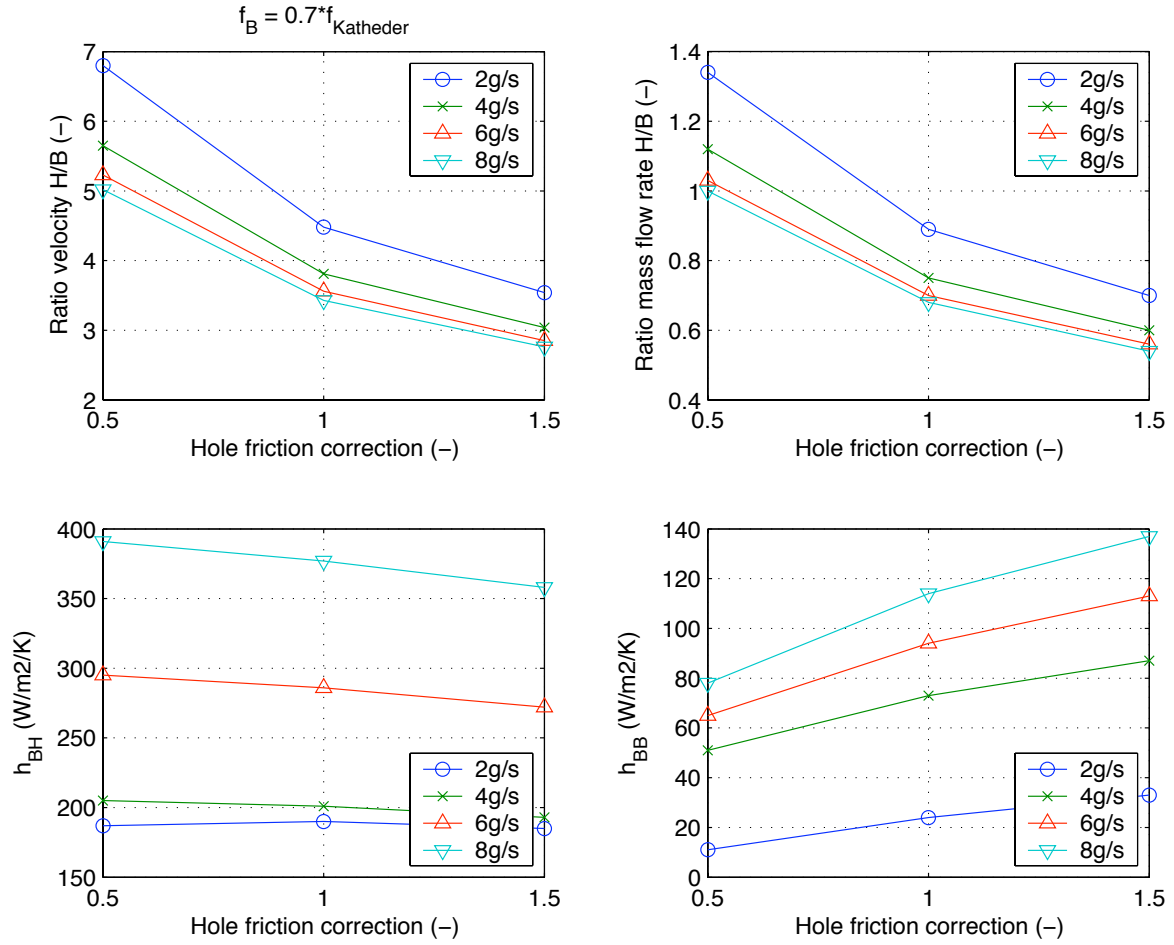 f_B = 0.7*f_Katheder
7
6
5
4
3
2
0.5
1
1.5
Ratio velocity H/B (−)
Hole friction correction (−)
2g/s
4g/s
6g/s
8g/s
1.4
1.2
1
0.8
0.6
0.4
0.5
1
1.5
Ratio mass flow rate H/B (−)
Hole friction correction (−)
2g/s
4g/s
6g/s
8g/s
400
350
300
250
200
150
0.5
1
1.5
h_BH (W/m2/K)
Hole friction correction (−)
2g/s
4g/s
6g/s
8g/s
140
120
100
80
60
40
20
0
0.5
1
1.5
h_BB (W/m2/K)
Hole friction correction (−)
2g/s
4g/s
6g/s
8g/s